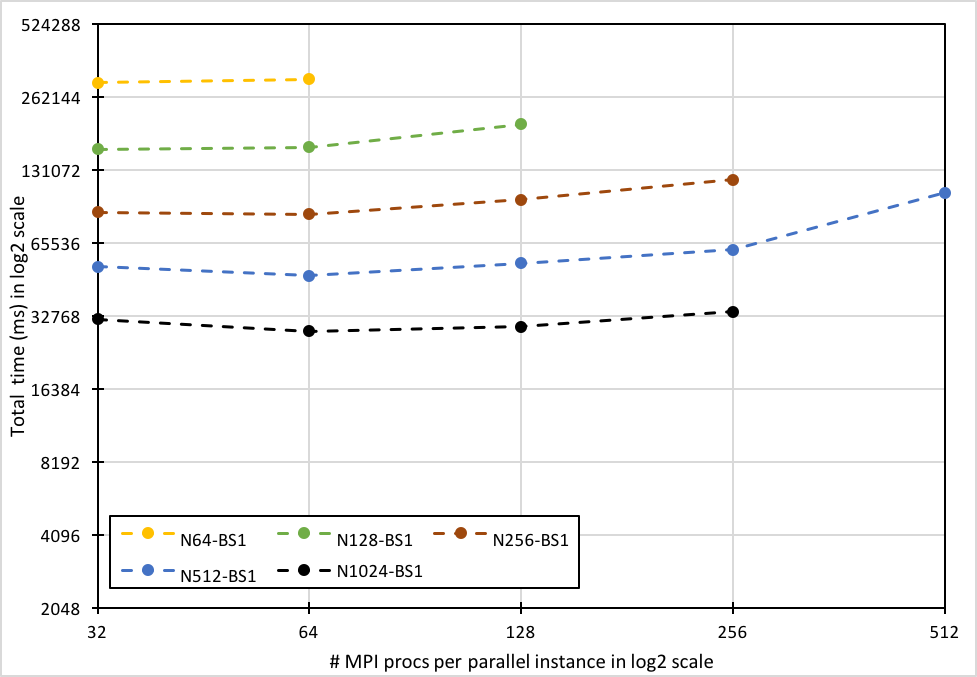 Total time (ms) in log2 scale
524288
262144
131072
65536
32768
16384
8192
4096
2048
N64-BS1 N128-BS1 N256-BS1
N512-BS1 N1024-BS1
32 64 128 256 512
# MPI procs per parallel instance in log2 scale